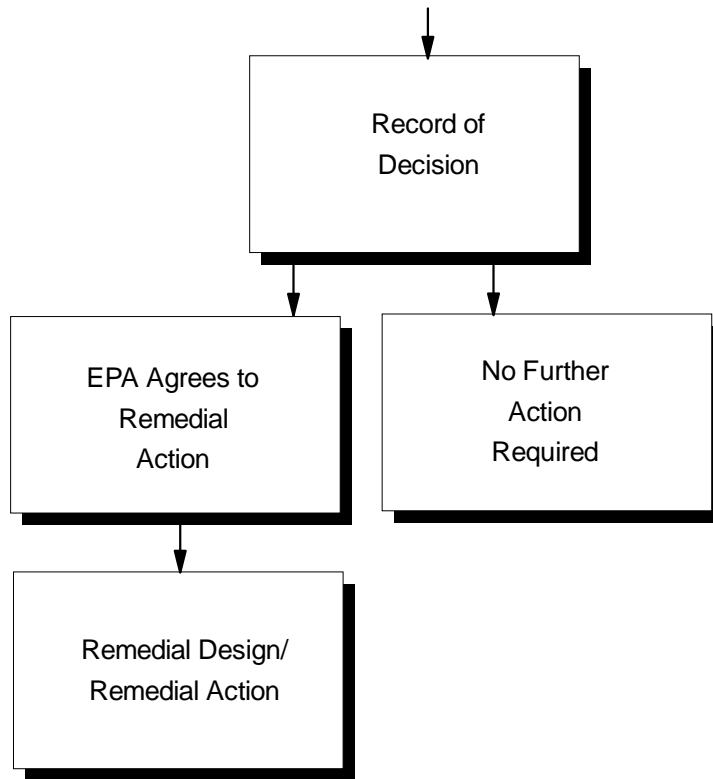 Record of
Decision
EPA Agrees to
Remedial
Action
No Further
Action
Required
Remedial Design/
Remedial Action